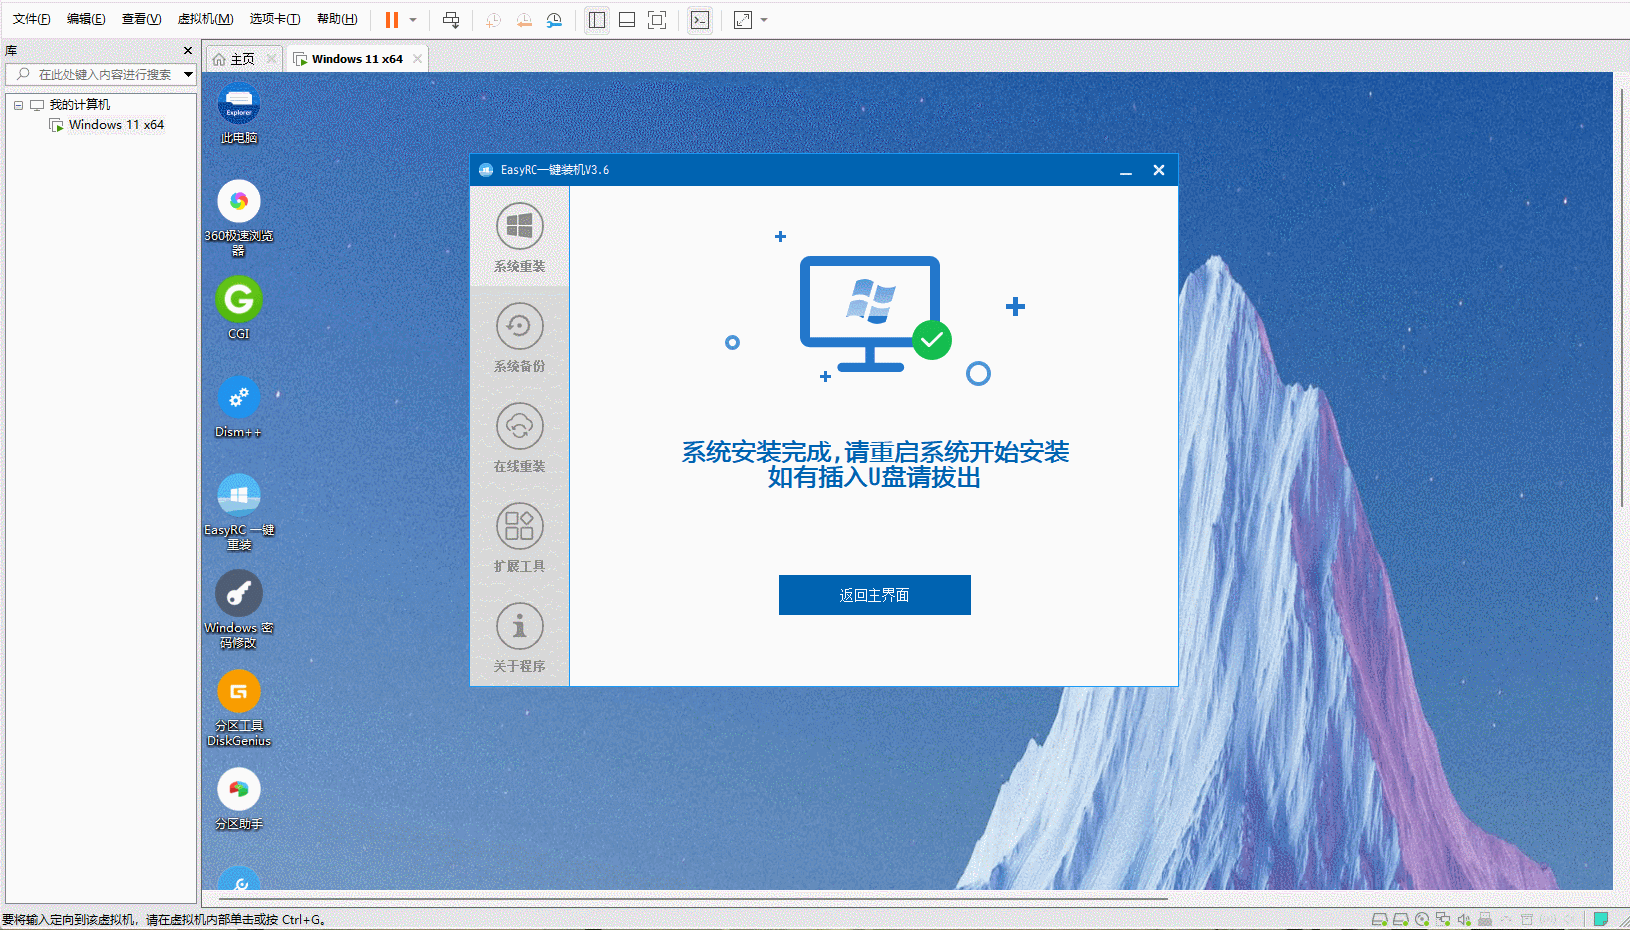 文件(F) 编辑(E) 查看(V) 虚拟机(M) 选项卡(T) 帮助(H)
库
主页
Windows 11 x64
在此处键入内容进行搜索
我的计算机
Windows 11 x64
Explorer
此电脑
360极速浏览
器
CGI
Dism++
EasyRC 一键
重装
Windows 密
码修改
分区工具
DiskGenius
分区助手
EasyRC一键装机V3.6
系统重装
系统备份
在线重装
扩展工具
关于程序
系统安装完成,请重启系统开始安装
如有插入U盘请拔出
返回主界面
要将输入定向到该虚拟机，请在虚拟机内部单击或按 Ctrl+G。